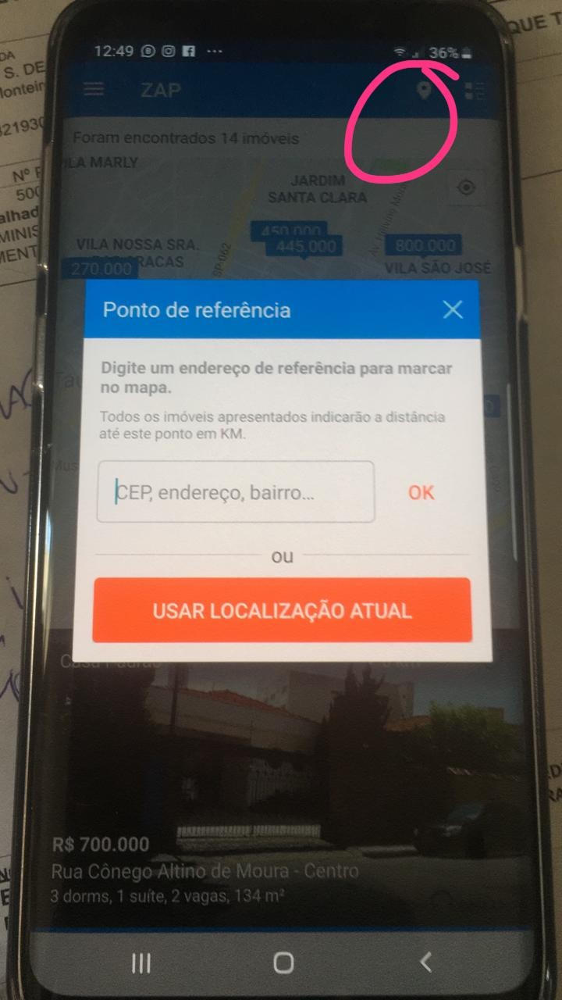 12:49
36%
ZAP
Foram encontrados 14 imóveis
ILA MARLY
JARDIM
SANTA CLARA
450.000
445.000
800.000
VILA NOSSA SRA.
RACAS
SP-062
VILA SÃO JOSÉ
270.000
Ponto de referência
Digite um endereço de referência para marcar
no mapa.
Todos os imóveis apresentados indicarão a distância
até este ponto em KM.
CEP, endereço, bairro...
OK
ou
USAR LOCALIZAÇÃO ATUAL
R$ 700.000
Rua Cônego Altino de Moura - Centro
3 dorms, 1 suíte, 2 vagas, 134 m²